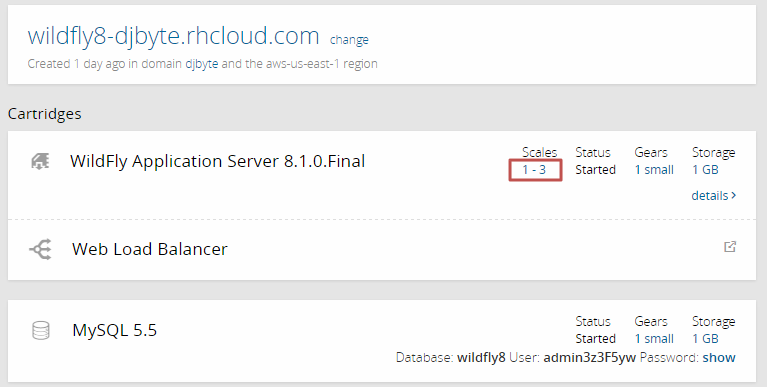 wildfly8-djbyte.rhcloud.com change
Created 1 day ago in domain djbyte and the aws-us-east-1 region
Cartridges
WildFly Application Server 8.1.0.Final
Scales Status Gears Storage
1 - 3 Started 1 small 1 GB
details >
Web Load Balancer
MySQL 5.5
Status Gears Storage
Started 1 small 1 GB
Database: wildfly8 User: admin3z3F5yw Password: show